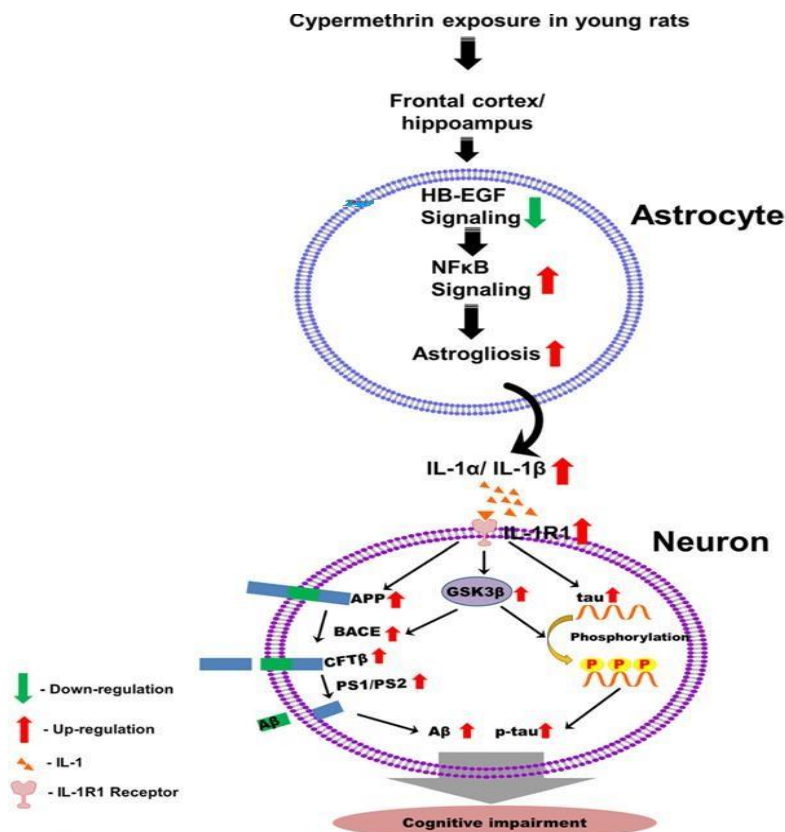 Cypermethrin exposure in young rats
Frontal cortex/
hippoampus
HB-EGF
Signaling
Astrocyte
NFκB
Signaling
Astrogliosis
IL-1α/ IL-1β
IL-1R1
Neuron
APP
GSK3β
tau
BACE
Phosphorylation
CFTβ
P P P
PS1/PS2
Aβ
Aβ
p-tau
- Down-regulation
- Up-regulation
- IL-1
- IL-1R1 Receptor
Cognitive impairment